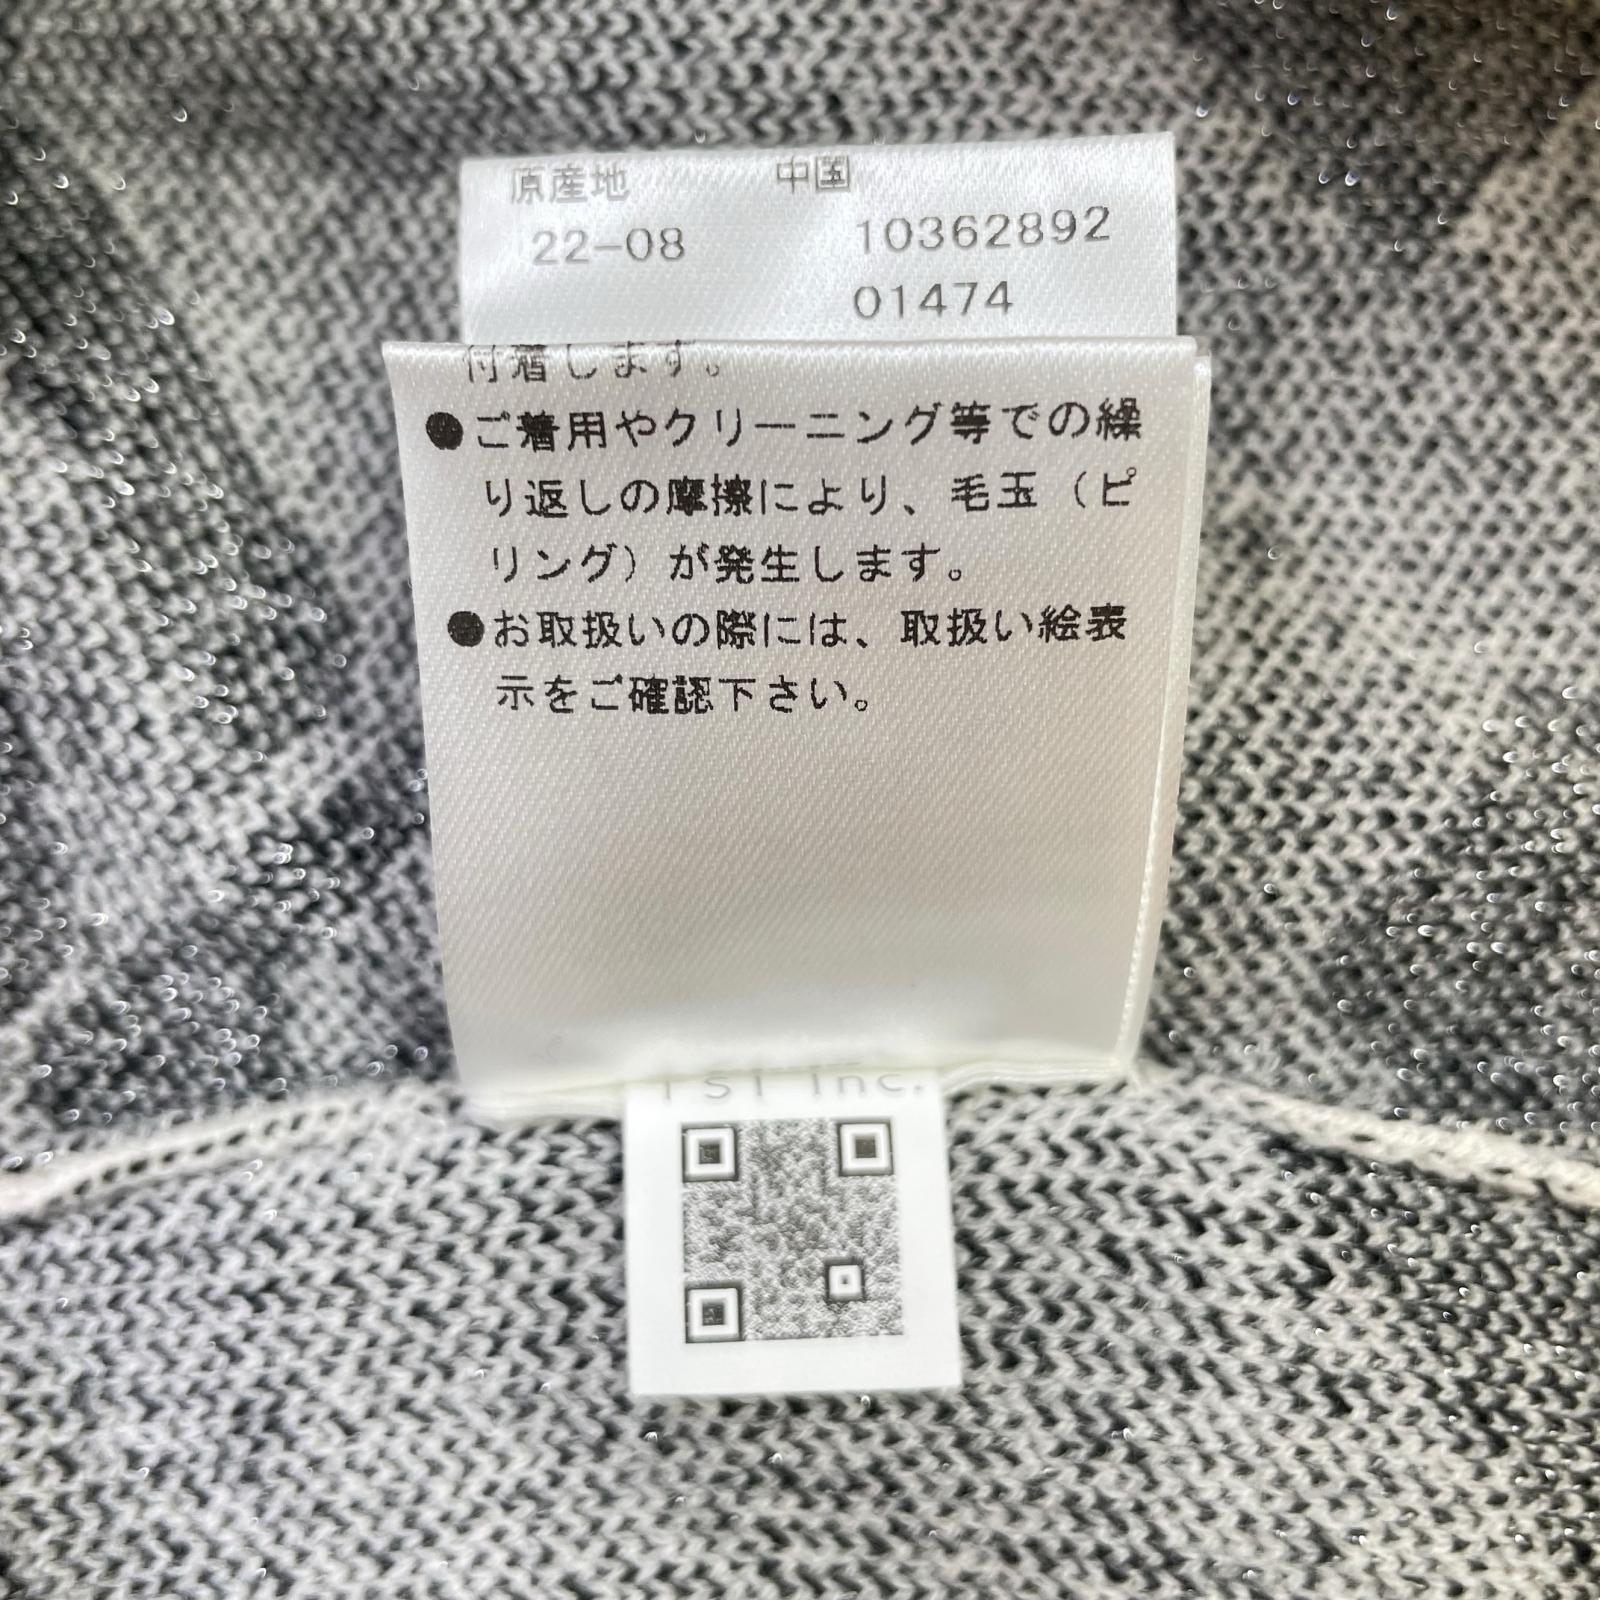 原産地 中国
22-08 10362892
01474
付着します。
●ご着用やクリーニング等での繰
り返しの摩擦により、毛玉（ピ
リング）が発生します。
●お取扱いの際には、取扱い絵表
示をご確認下さい。
TSI Inc.